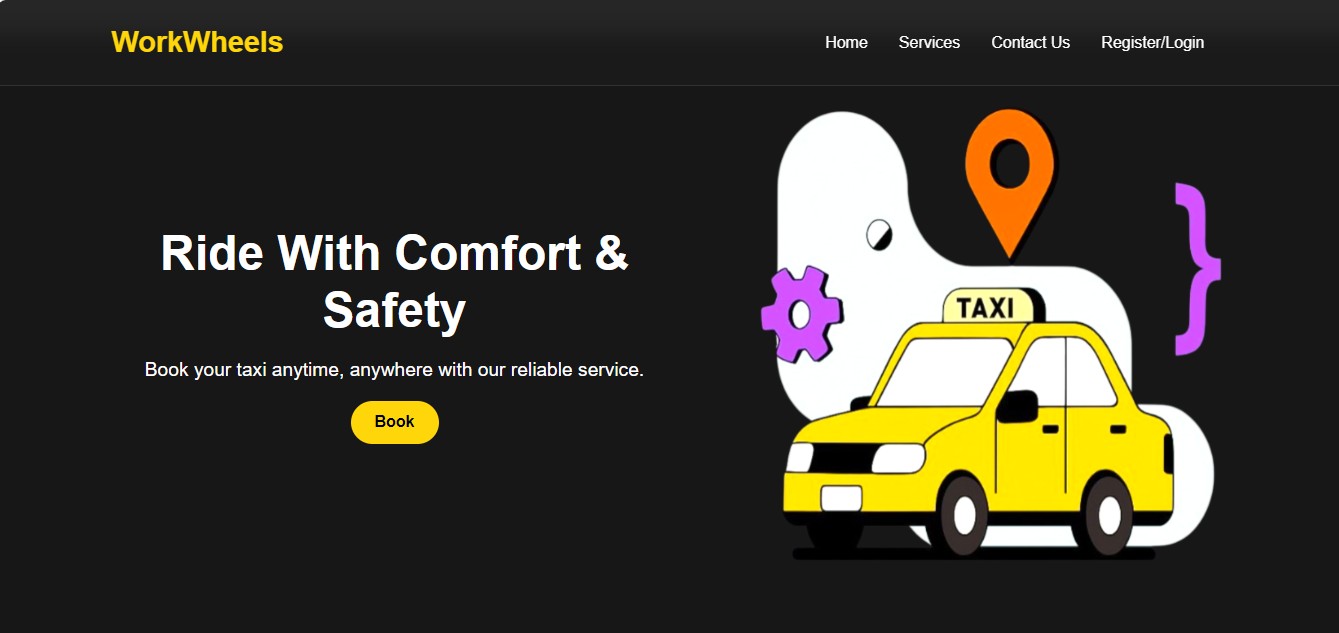 WorkWheels
Home
Services
Contact Us
Register/Login
Ride With Comfort &
Safety
Book your taxi anytime, anywhere with our reliable service.
Book
TAXI